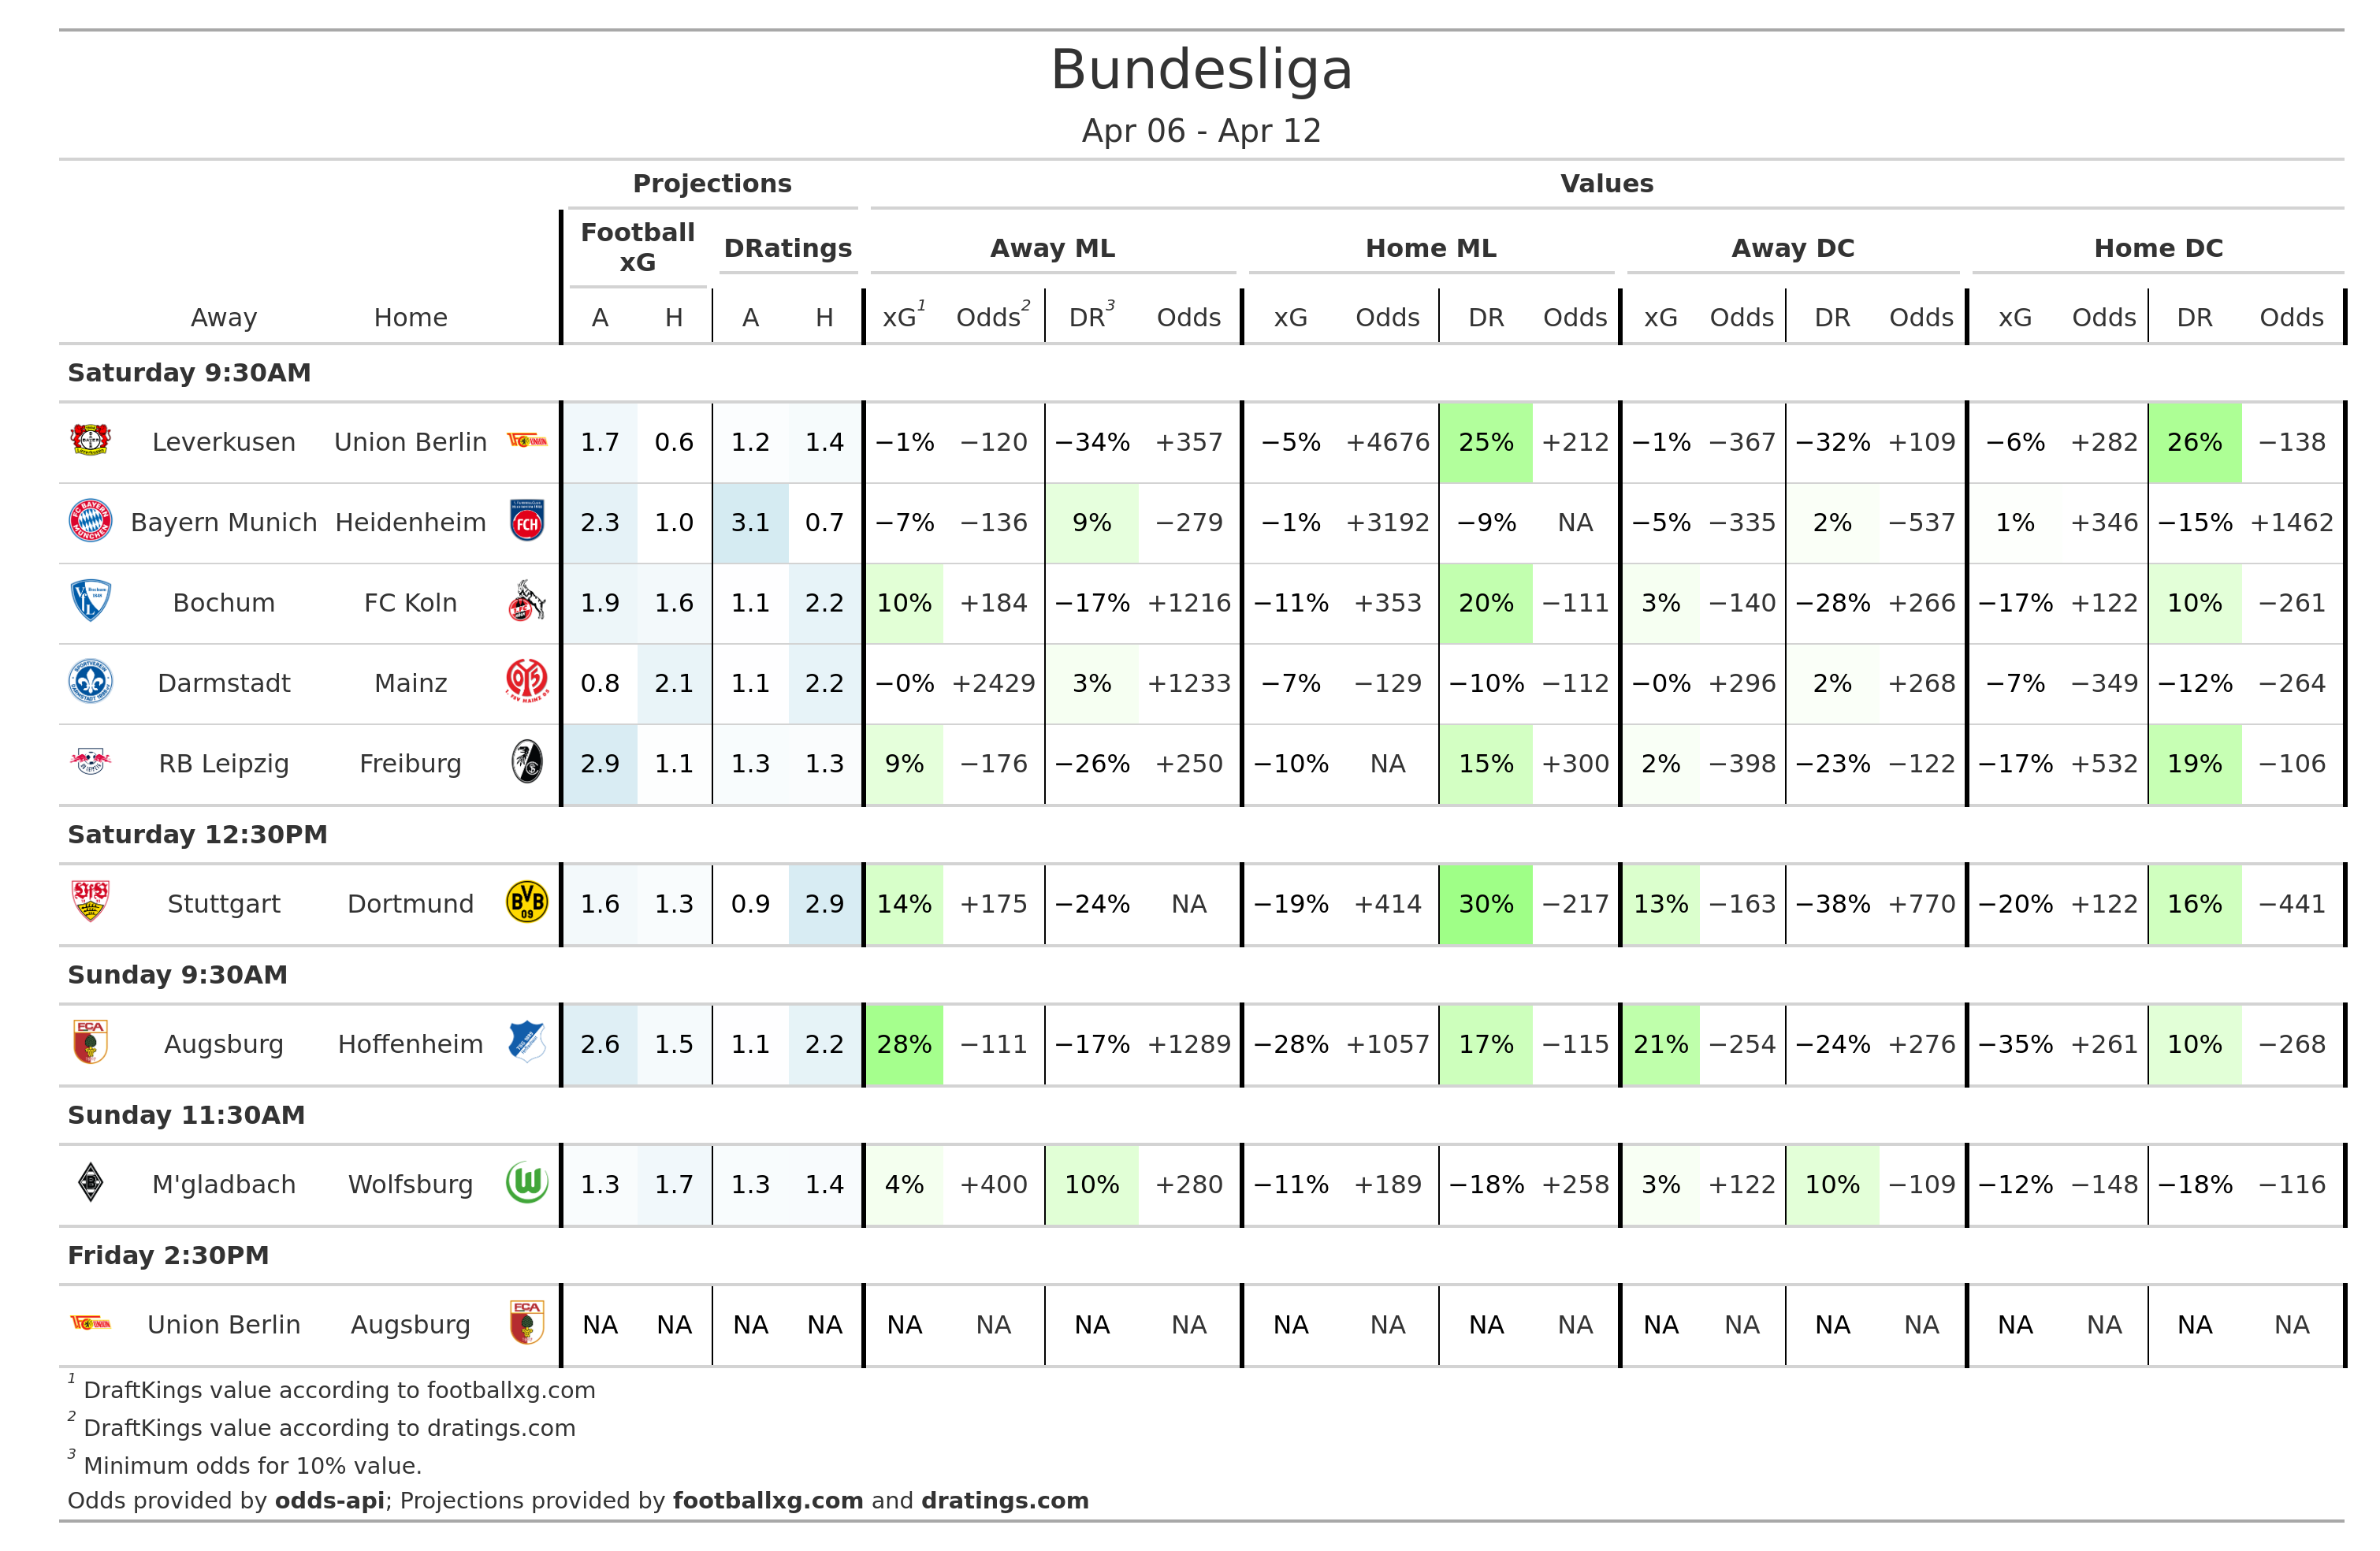 Bundesliga
Apr 06 - Apr 12
Projections Values
Football xG DRatings Away ML Home ML Away DC Home DC
Away Home A H A H xG1 Odds2 DR3 Odds xG Odds DR Odds xG Odds DR Odds xG Odds DR Odds
Saturday 9:30AM
Leverkusen Union Berlin 1.7 0.6 1.2 1.4 −1% −120 −34% +357 −5% +4676 25% +212 −1% −367 −32% +109 −6% +282 26% −138
Bayern Munich Heidenheim 2.3 1.0 3.1 0.7 −7% −136 9% −279 −1% +3192 −9% NA −5% −335 2% −537 1% +346 −15% +1462
Bochum FC Koln 1.9 1.6 1.1 2.2 10% +184 −17% +1216 −11% +353 20% −111 3% −140 −28% +266 −17% +122 10% −261
Darmstadt Mainz 0.8 2.1 1.1 2.2 −0% +2429 3% +1233 −7% −129 −10% −112 −0% +296 2% +268 −7% −349 −12% −264
RB Leipzig Freiburg 2.9 1.1 1.3 1.3 9% −176 −26% +250 −10% NA 15% +300 2% −398 −23% −122 −17% +532 19% −106
Saturday 12:30PM
Stuttgart Dortmund 1.6 1.3 0.9 2.9 14% +175 −24% NA −19% +414 30% −217 13% −163 −38% +770 −20% +122 16% −441
Sunday 9:30AM
Augsburg Hoffenheim 2.6 1.5 1.1 2.2 28% −111 −17% +1289 −28% +1057 17% −115 21% −254 −24% +276 −35% +261 10% −268
Sunday 11:30AM
M'gladbach Wolfsburg 1.3 1.7 1.3 1.4 4% +400 10% +280 −11% +189 −18% +258 3% +122 10% −109 −12% −148 −18% −116
Friday 2:30PM
Union Berlin Augsburg NA NA NA NA NA NA NA NA NA NA NA NA NA NA NA NA NA NA NA NA
1 DraftKings value according to footballxg.com
2 DraftKings value according to dratings.com
3 Minimum odds for 10% value.
Odds provided by odds-api; Projections provided by footballxg.com and dratings.com